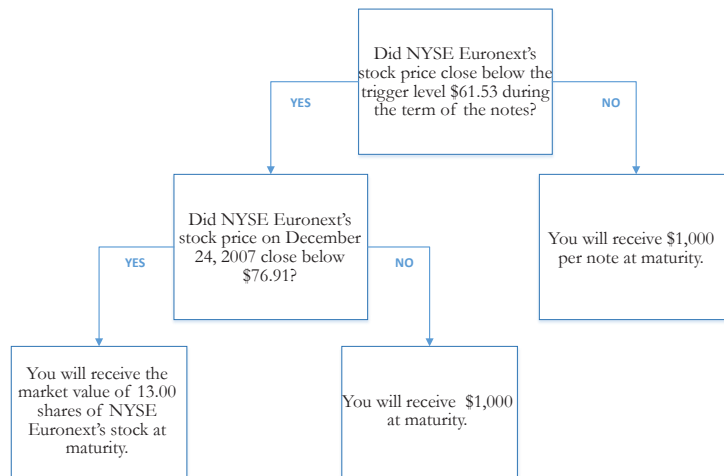 Did NYSE Euronext's
stock price close below the
trigger level $61.53 during
the term of the notes?
YES
NO
Did NYSE Euronext's
stock price on December
24, 2007 close below
$76.91?
You will receive $1,000
per note at maturity.
YES
NO
You will receive the
market value of 13.00
shares of NYSE
Euronext's stock at
maturity.
You will receive $1,000
at maturity.